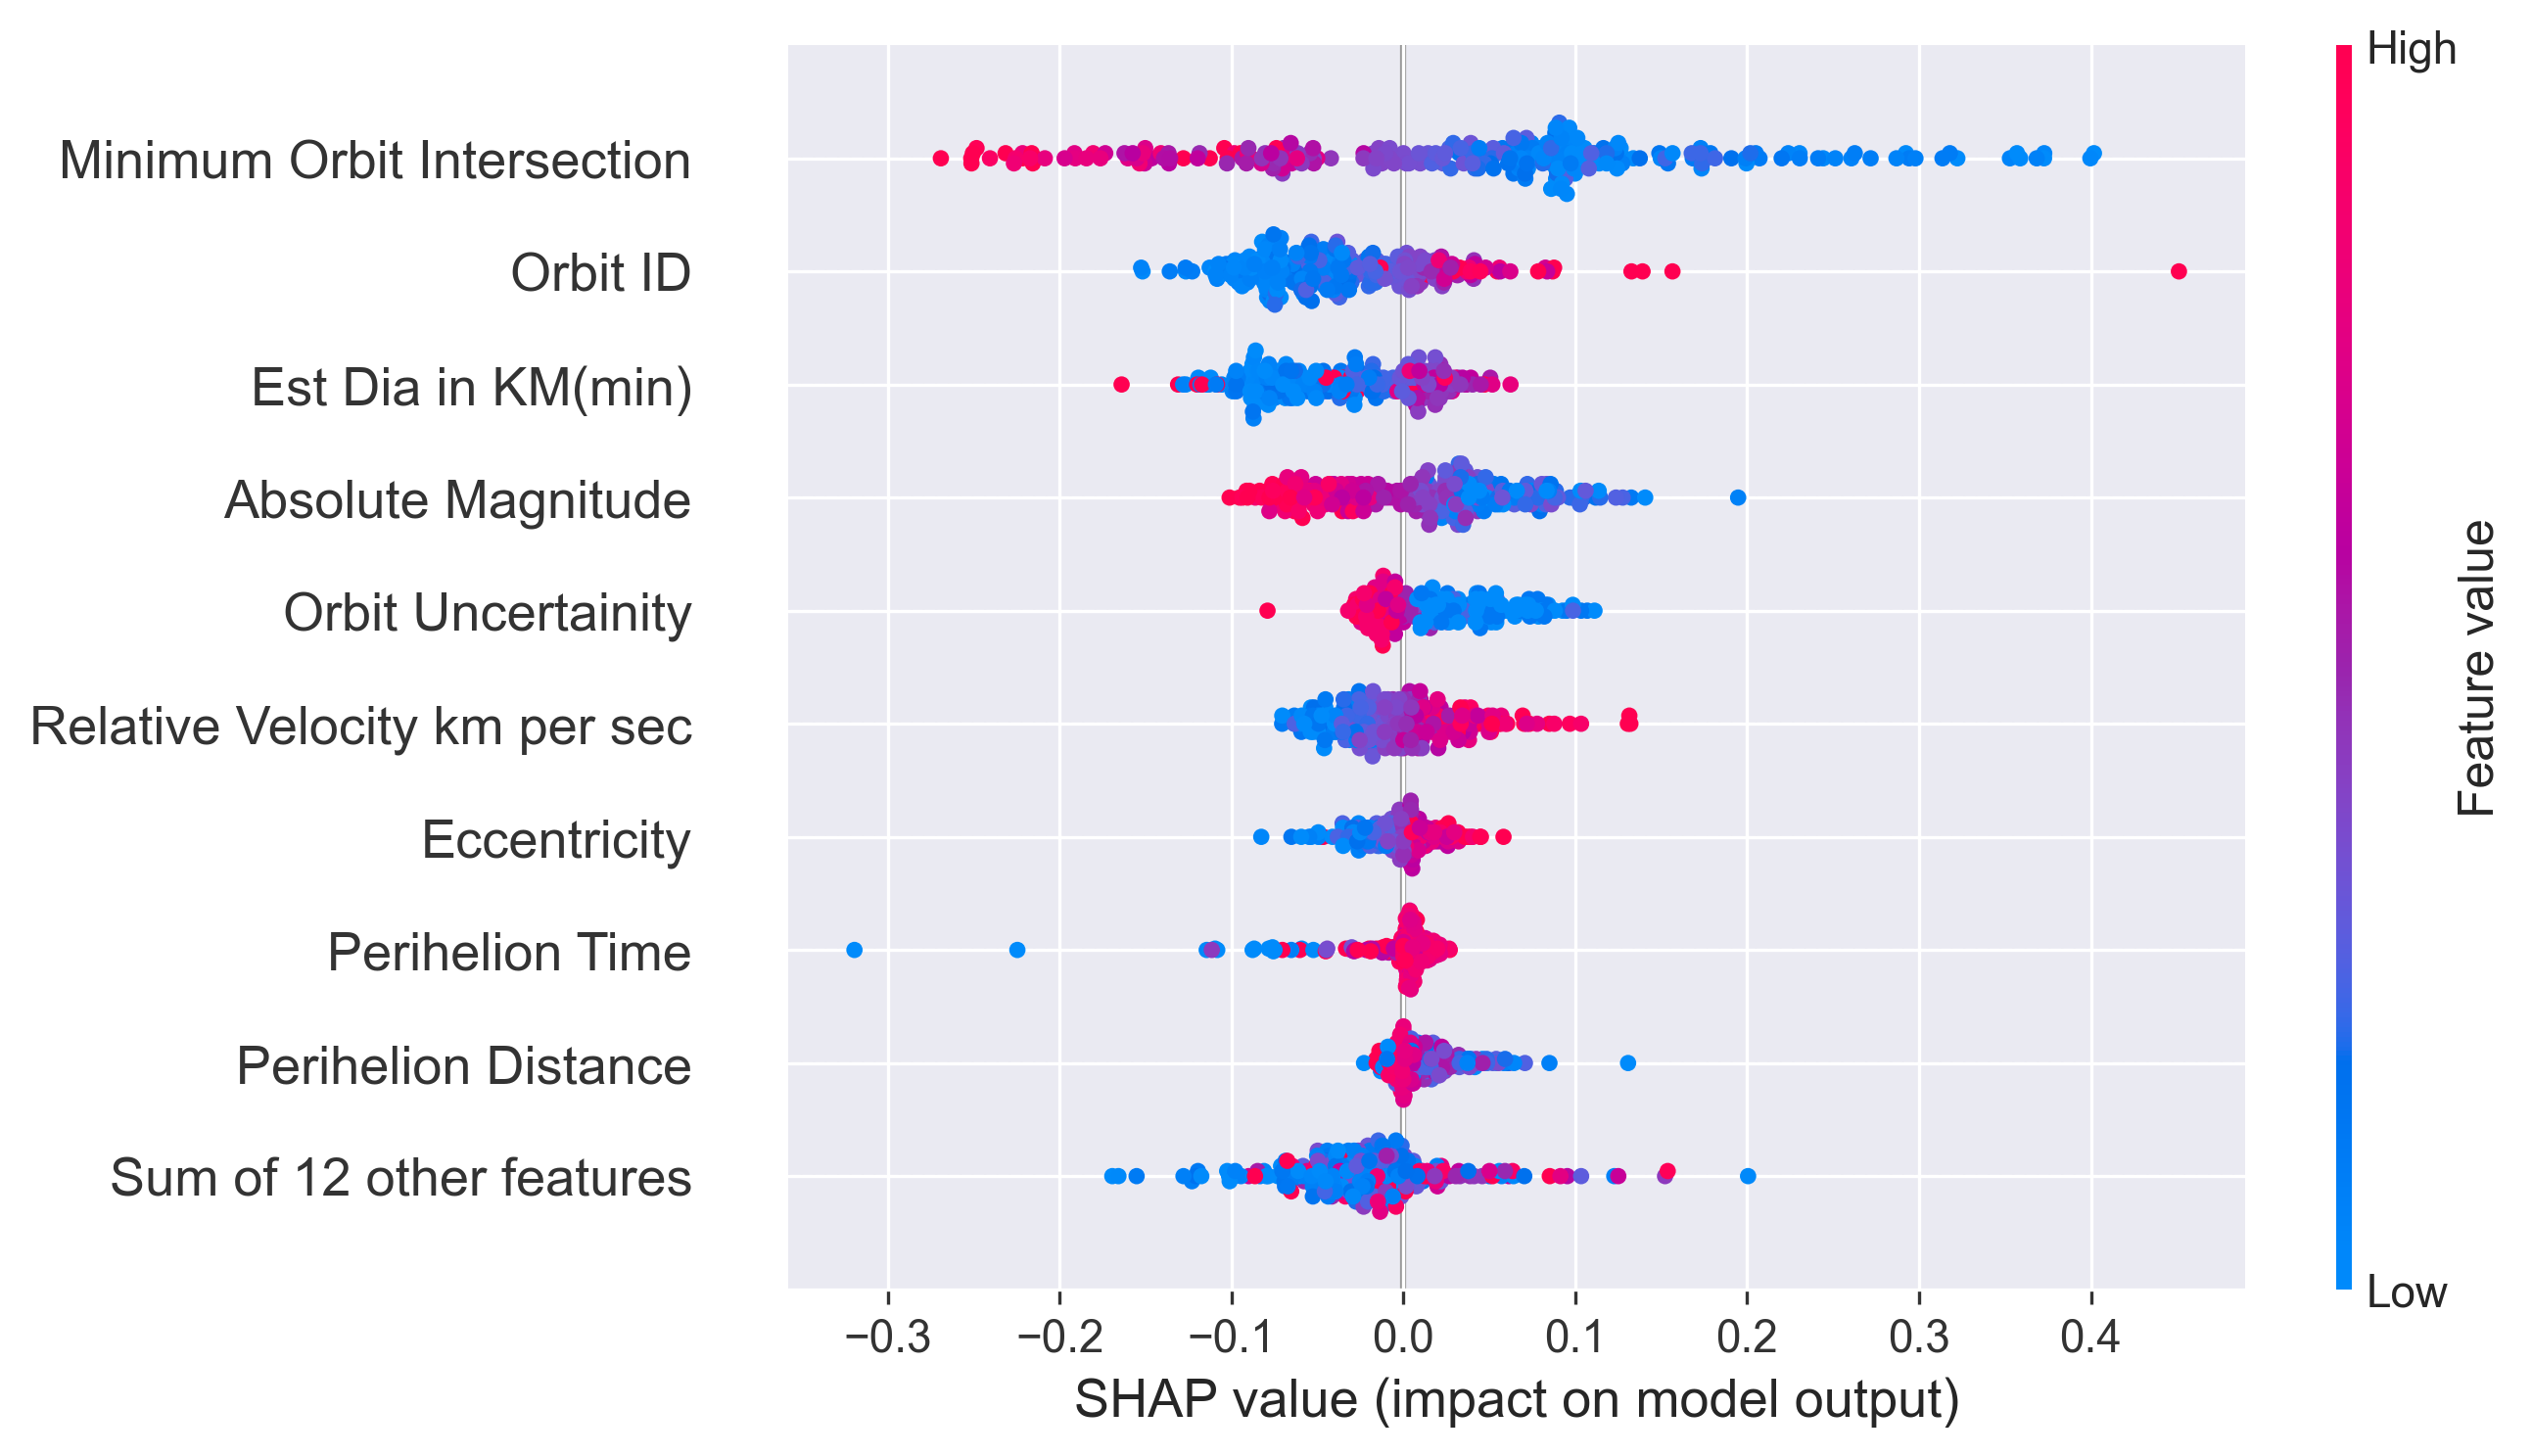 High
Minimum Orbit Intersection
Orbit ID
Est Dia in KM(min)
Absolute Magnitude
Orbit Uncertainity
Relative Velocity km per sec
Eccentricity
Perihelion Time
Perihelion Distance
Sum of 12 other features
Feature value
Low
−0.3 −0.2 −0.1 0.0 0.1 0.2 0.3 0.4
SHAP value (impact on model output)